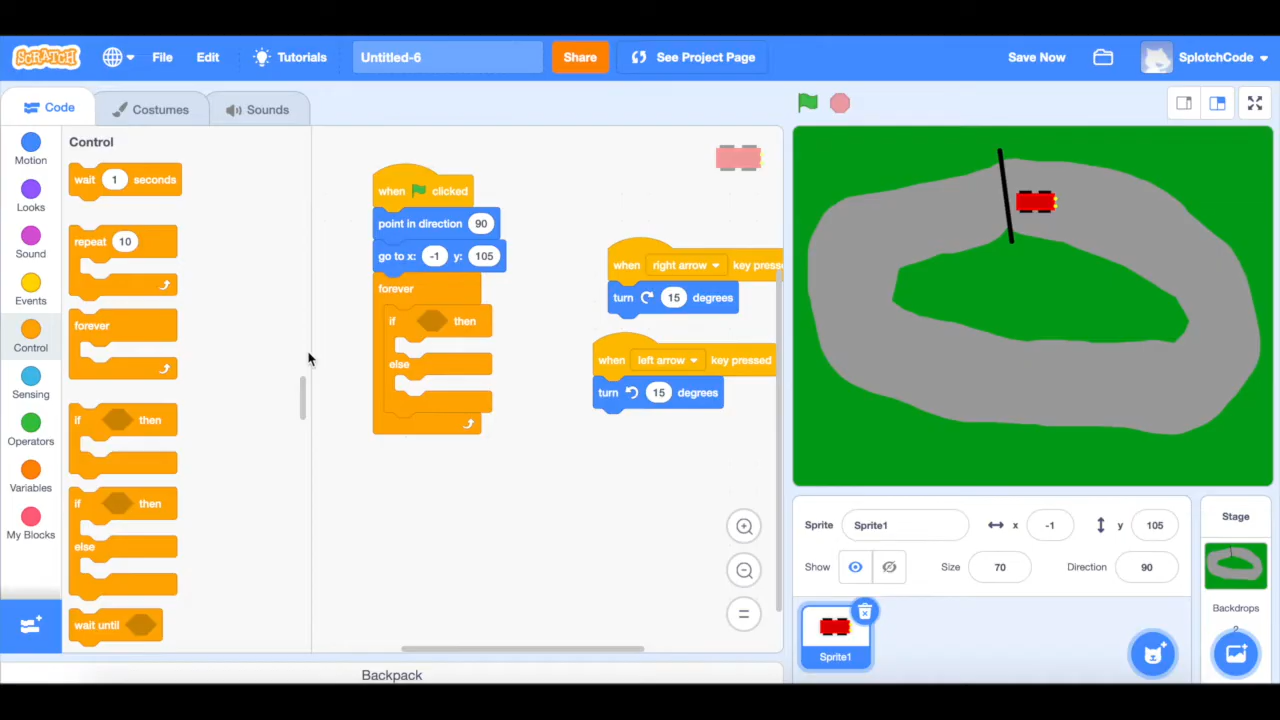 SCRATCH
File
Edit
Tutorials
Untitled-6
Share
See Project Page
Save Now
SplotchCode
Code
Costumes
Sounds
Motion
Looks
Sound
Events
Control
Sensing
Operators
Variables
My Blocks
Control
wait 1 seconds
repeat 10
forever
if then
if then
else
wait until
when clicked
point in direction 90
go to x: -1 y: 105
forever
if then
else
when right arrow key presse
turn 15 degrees
when left arrow key pressed
turn 15 degrees
Backpack
Sprite Sprite1 x -1 y 105
Show Size 70 Direction 90
Sprite1
Stage
Backdrops